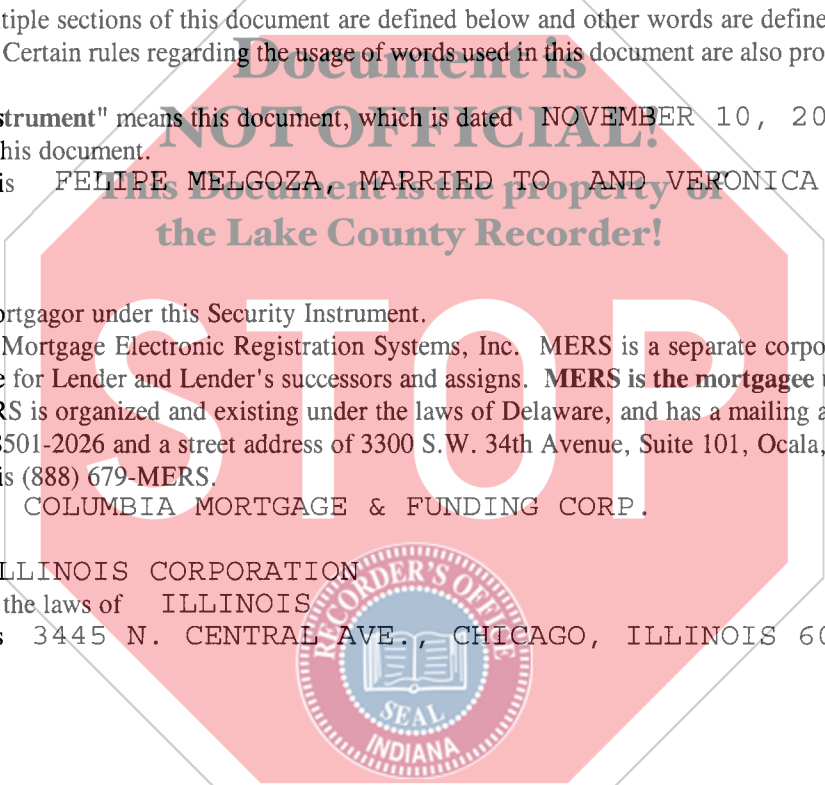 tiple sections of this document are defined below and other words are define
Certain rules regarding the usage of words used in this document are also pro
Document is
strument" means this document, which is dated NOVEMBER 10, 20
NOT OFFICIAL!
his document.
is FELIPE MELGOZA, MARRIED TO AND VERONICA
This Document is the property of
the Lake County Recorder!
ortgagor under this Security Instrument.
Mortgage Electronic Registration Systems, Inc. MERS is a separate corpo
e for Lender and Lender's successors and assigns. MERS is the mortgagee u
RS is organized and existing under the laws of Delaware, and has a mailing a
8501-2026 and a street address of 3300 S.W. 34th Avenue, Suite 101, Ocala,
is (888) 679-MERS.
STOP
COLUMBIA MORTGAGE & FUNDING CORP.
LLINOIS CORPORATION
the laws of ILLINOIS
s 3445 N. CENTRAL AVE., CHICAGO, ILLINOIS 60
RECORDER'S OFFICE
SEAL
INDIANA